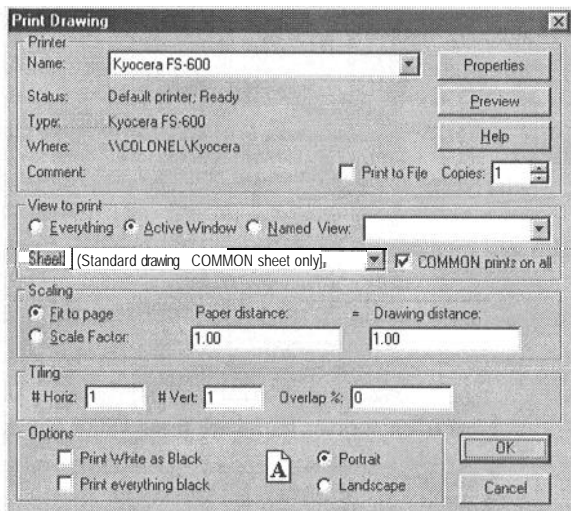 Print Drawing
Printer
Name: Kyocera FS-600 Properties
Status: Default printer; Ready Preview
Type: Kyocera FS-600
Where: \\COLONEL\Kyocera Help
Comment: Print to File Copies: 1
View to print
Everything Active Window Named View:
Sheet: (Standard drawing COMMON sheet only) COMMON prints on all
Scaling
Fit to page Paper distance: = Drawing distance:
Scale Factor: 1.00 1.00
Tiling
# Horiz: 1 # Vert: 1 Overlap %: 0
Options
Print White as Black A Portrait OK
Print everything black Landscape Cancel